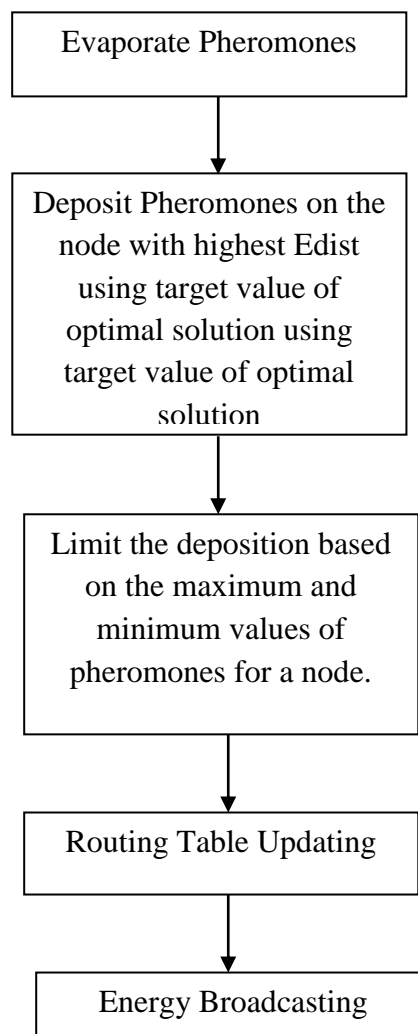 Evaporate Pheromones
Deposit Pheromones on the
node with highest Edist
using target value of
optimal solution using
target value of optimal
solution
Limit the deposition based
on the maximum and
minimum values of
pheromones for a node.
Routing Table Updating
Energy Broadcasting